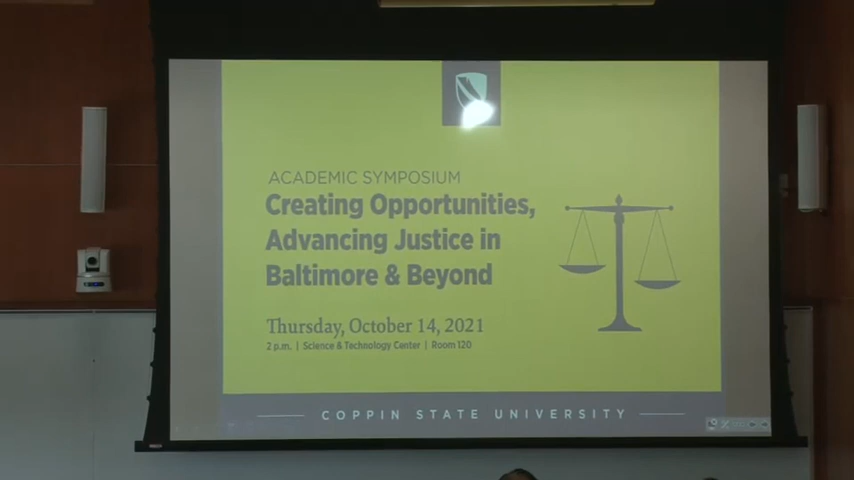 ACADEMIC SYMPOSIUM
Creating Opportunities,
Advancing Justice in
Baltimore & Beyond
Thursday, October 14, 2021
2 p.m. | Science & Technology Center | Room 120
COPPIN STATE UNIVERSITY